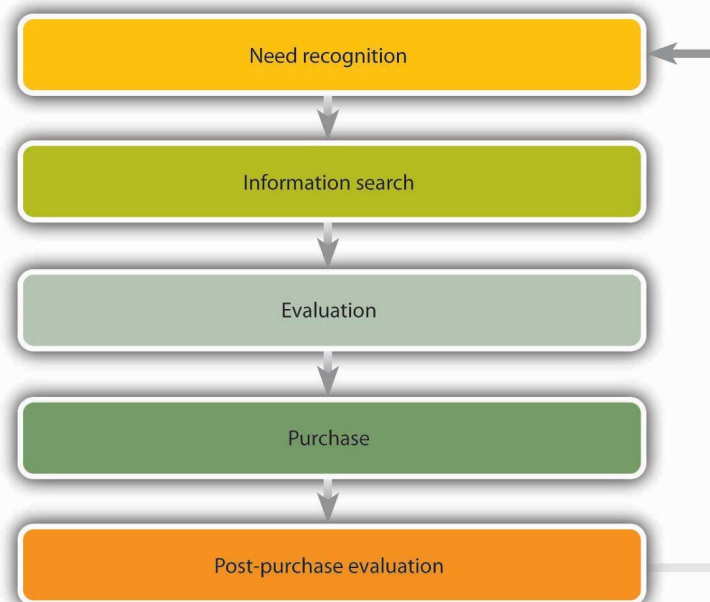 Need recognition
Information search
Evaluation
Purchase
Post-purchase evaluation